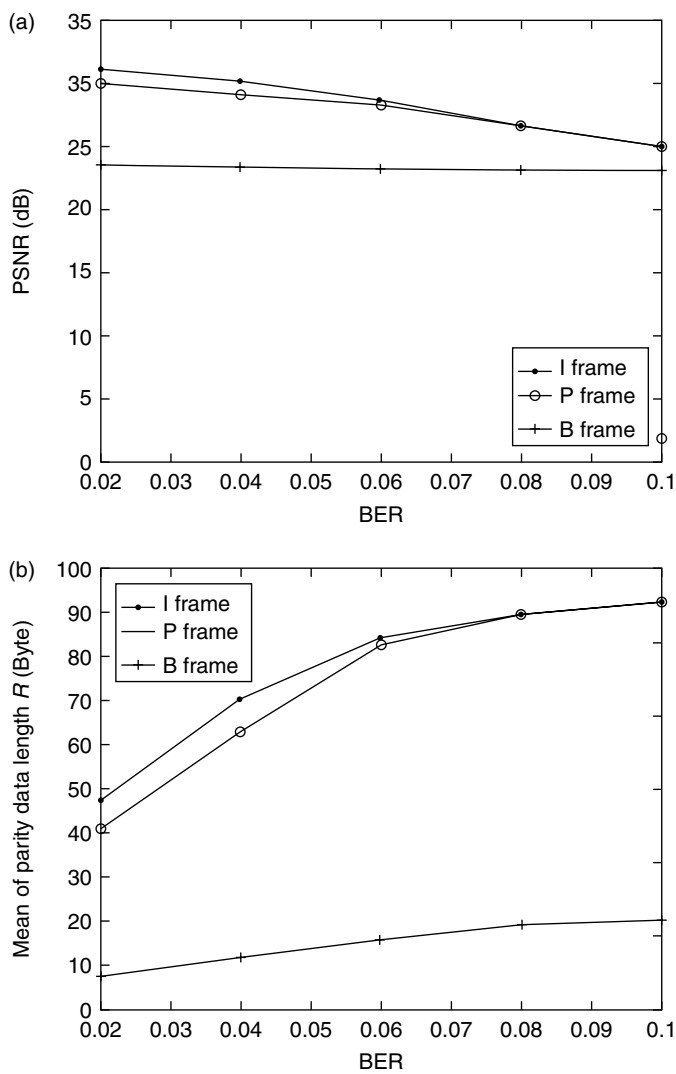 (a)
35
35
25
20
15
10
5
0
PSNR (dB)
I frame
P frame
B frame
0.02 0.03 0.04 0.05 0.06 0.07 0.08 0.09 0.1
BER
(b)
100
90
80
70
60
50
40
30
20
10
0
Mean of parity data length R (Byte)
I frame
P frame
B frame
0.02 0.03 0.04 0.05 0.06 0.07 0.08 0.09 0.1
BER